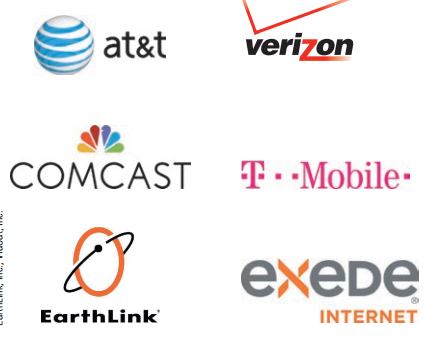 at&t
verizon
COMCAST
T · · Mobile ·
EarthLink
exede
INTERNET